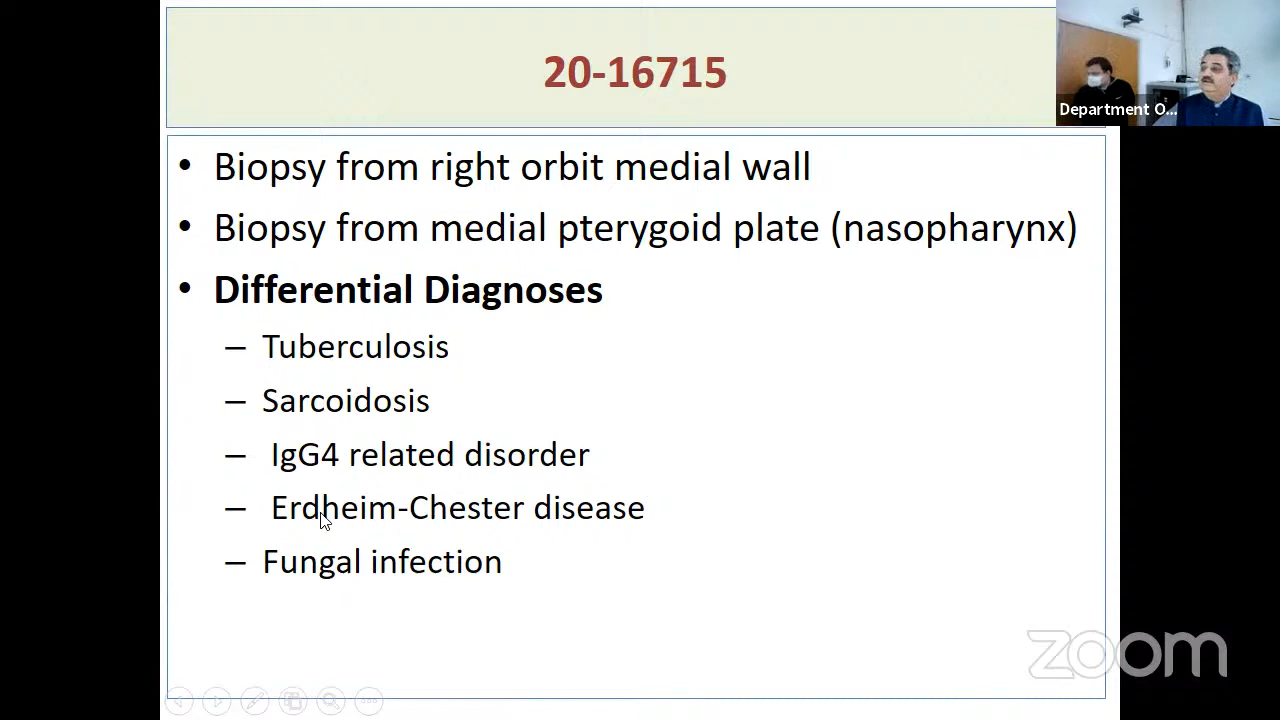 20-16715
Department O...
• Biopsy from right orbit medial wall
• Biopsy from medial pterygoid plate (nasopharynx)
• Differential Diagnoses
– Tuberculosis
– Sarcoidosis
– IgG4 related disorder
– Erdheim-Chester disease
– Fungal infection
zoom